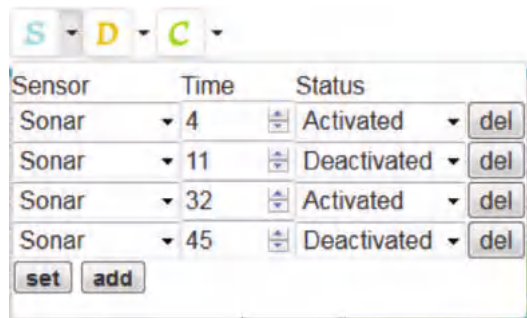 S D C
Sensor Time Status
Sonar 4 Activated del
Sonar 11 Deactivated del
Sonar 32 Activated del
Sonar 45 Deactivated del
set add